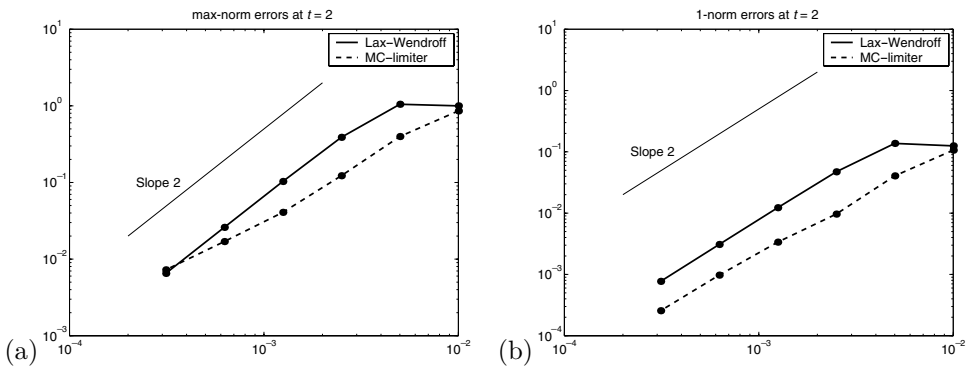 max-norm errors at t = 2
10^1
10^0
10^-1
10^-2
10^-3
10^-4
10^-3
10^-2
Lax-Wendroff
MC-limiter
Slope 2
(a)
1-norm errors at t = 2
10^1
10^0
10^-1
10^-2
10^-3
10^-4
10^-4
10^-3
10^-2
Lax-Wendroff
MC-limiter
Slope 2
(b)